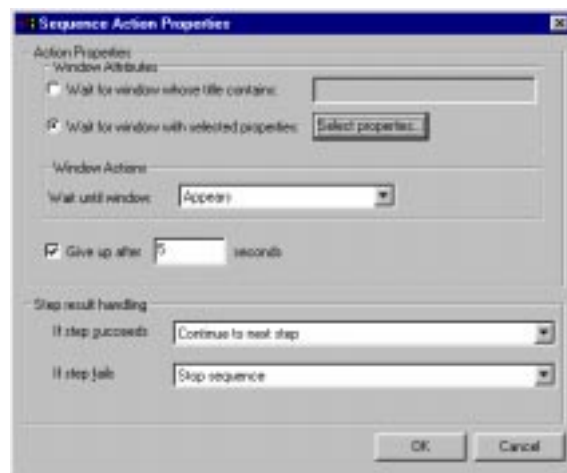 Sequence Action Properties
Action Properties
Window Attributes
Wait for window whose title contains:
Wait for window with selected properties: Select properties...
Window Actions
Wait until window: Appears
Give up after 5 seconds
Step result handling
If step succeeds Continue to next step
If step fails Stop sequence
OK Cancel